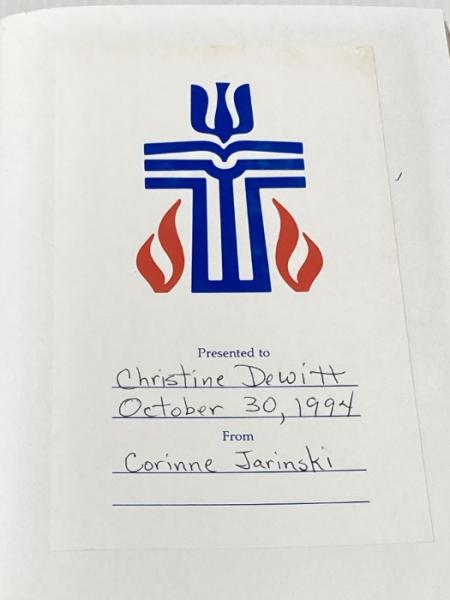 Presented to
Christine Dewitt
October 30, 1994
From
Corinne Jarinski